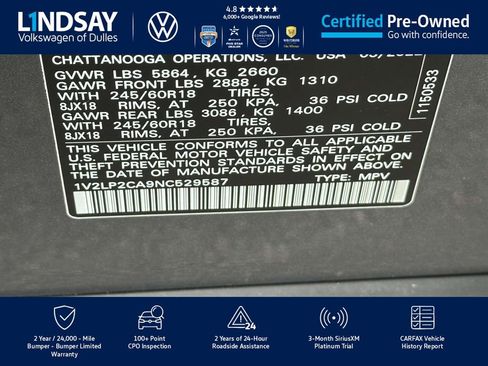 LINDSAY
Volkswagen of Dulles
4.8 ★★★★★
6,000+ Google Reviews!
Certified Pre-Owned
Go with confidence.
CHATTANOOGA OPERATIONS, LLC. USA
GVWR LBS 5864, KG 2660
GAWR FRONT LBS 2888 KG 1310
WITH 245/60R18 TIRES,
8JX18 RIMS, AT 250 KPA, 36 PSI COLD
GAWR REAR LBS 3086 KG 1400
WITH 245/60R18 TIRES,
8JX18 RIMS, AT 250 KPA, 36 PSI COLD
THIS VEHICLE CONFORMS TO ALL APPLICABLE
U.S. FEDERAL MOTOR VEHICLE SAFETY AND
THEFT PREVENTION STANDARDS IN EFFECT ON THE
DATE OF MANUFACTURE SHOWN ABOVE.
1V2LP2CA9NC529587
TYPE: MPV
1150533
2 Year / 24,000 - Mile
Bumper - Bumper Limited
Warranty
100+ Point
CPO Inspection
24
2 Years of 24-Hour
Roadside Assistance
3-Month SiriusXM
Platinum Trial
CARFAX Vehicle
History Report